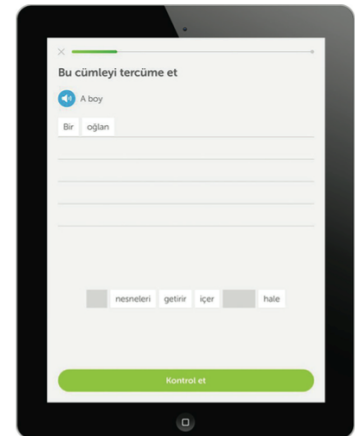 Bu cümleyi tercüme et
A boy
Bir oğlan
nesneleri getirir içer hale
Kontrol et